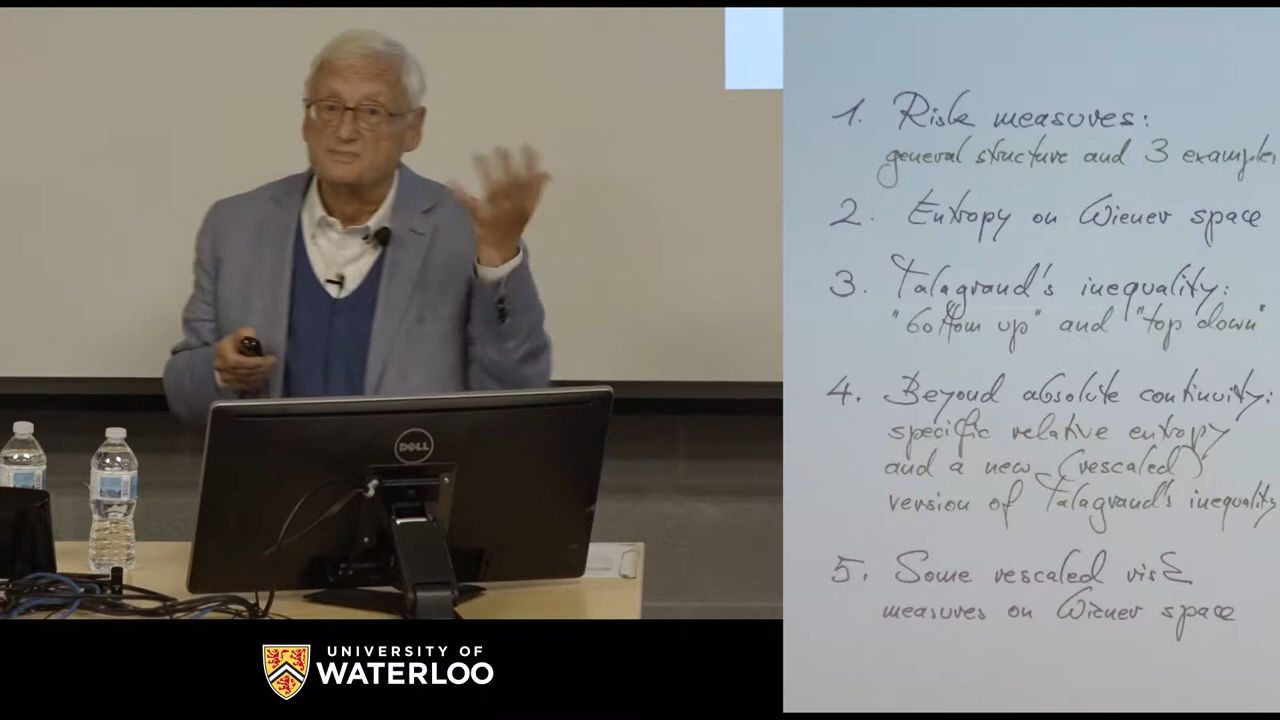 1. Risk measures:
general structure and 3 examples
2. Entropy on Wiener space
3. Talagrand's inequality:
"bottom up" and "top down"
4. Beyond absolute continuity:
specific relative entropy
and a new (rescaled)
version of Talagrand's inequality
5. Some rescaled risk
measures on Wiener space
DELL
UNIVERSITY OF
WATERLOO